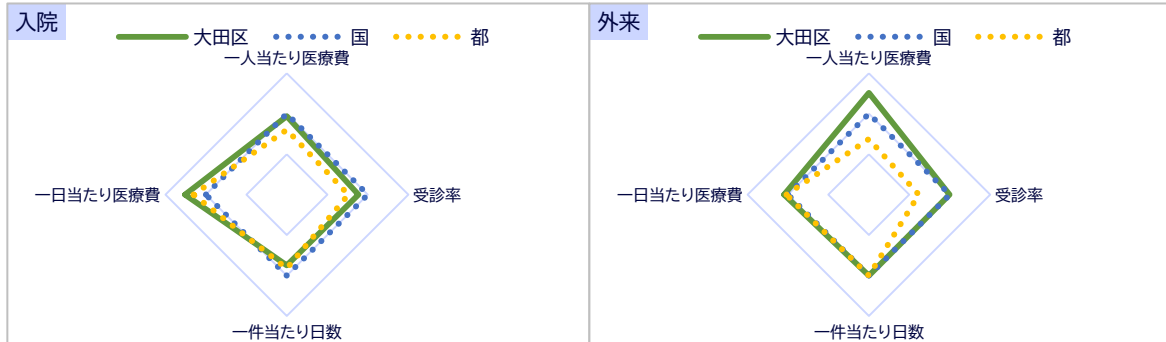 入院
大田区 国 都
一人当たり医療費
一日当たり医療費
受診率
一件当たり日数
外来
大田区 国 都
一人当たり医療費
一日当たり医療費
受診率
一件当たり日数